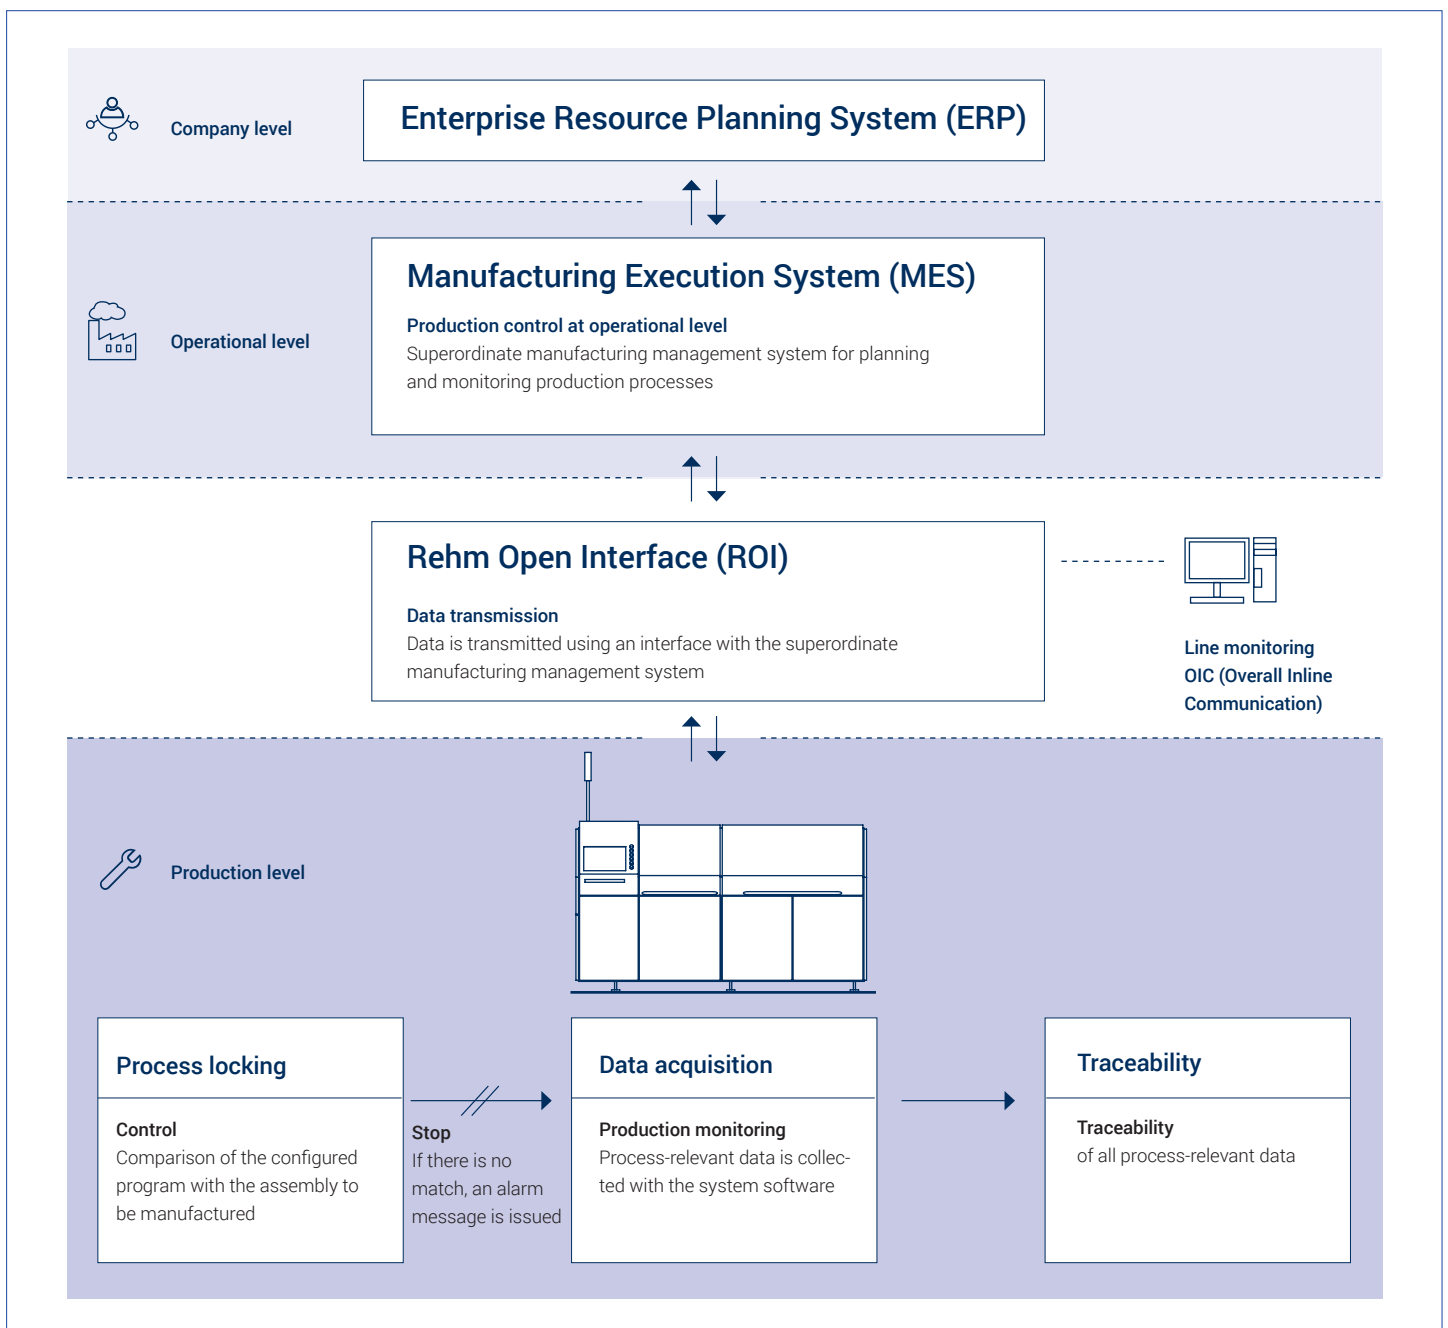 Company level
Enterprise Resource Planning System (ERP)
Operational level
Manufacturing Execution System (MES)
Production control at operational level
Superordinate manufacturing management system for planning
and monitoring production processes
Rehm Open Interface (ROI)
Data transmission
Data is transmitted using an interface with the superordinate
manufacturing management system
Line monitoring
OIC (Overall Inline
Communication)
Production level
Process locking
Control
Comparison of the configured
program with the assembly to
be manufactured
Stop
If there is no
match, an alarm
message is issued
Data acquisition
Production monitoring
Process-relevant data is collec-
ted with the system software
Traceability
Traceability
of all process-relevant data